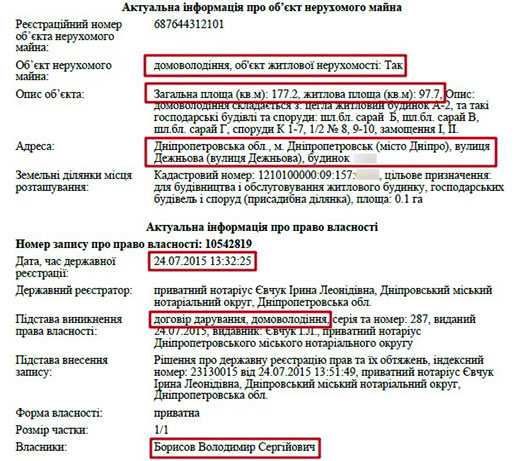 Актуальна інформація про об’єкт нерухомого майна
Реєстраційний номер
об’єкта нерухомого
майна:
687644312101
Об’єкт нерухомого
майна:
домоволодіння, об'єкт житлової нерухомості: Так
Опис об’єкта:
Загальна площа (кв.м): 177.2, житлова площа (кв.м): 97.7, Опис:
домоволодіння складається з: цегла житловий будинок А-2, та такі
господарські будівлі та споруди: шл.бл. сарай Б, шл.бл. сарай В,
шл.бл. сарай Г, споруди К 1-7, 1/2 № 8, 9-10, замощення І, ІІ.
Адреса:
Дніпропетровська обл., м. Дніпропетровськ (місто Дніпро), вулиця
Дежньова (вулиця Дежньова), будинок
Земельні ділянки місця
розташування:
Кадастровий номер: 1210100000:09:157:, цільове призначення:
для будівництва і обслуговування житлового будинку, господарських
будівель і споруд (присадибна ділянка), площа: 0.1 га
Актуальна інформація про право власності
Номер запису про право власності: 10542819
Дата, час державної
реєстрації:
24.07.2015 13:32:25
Державний реєстратор:
приватний нотаріус Євчук Ірина Леонідівна, Дніпровський міський
нотаріальний округ, Дніпропетровська обл.
Підстава виникнення
права власності:
договір дарування, домоволодіння, серія та номер: 287, виданий
24.07.2015, видавник: Євчук І.Л., приватний нотаріус
Дніпропетровського міського нотаріального округу
Підстава внесення
запису:
Рішення про державну реєстрацію прав та їх обтяжень, індексний
номер: 23130015 від 24.07.2015 13:51:49, приватний нотаріус Євчук
Ірина Леонідівна, Дніпровський міський нотаріальний округ,
Дніпропетровська обл.
Форма власності:
приватна
Розмір частки:
1/1
Власники:
Борисов Володимир Сергійович